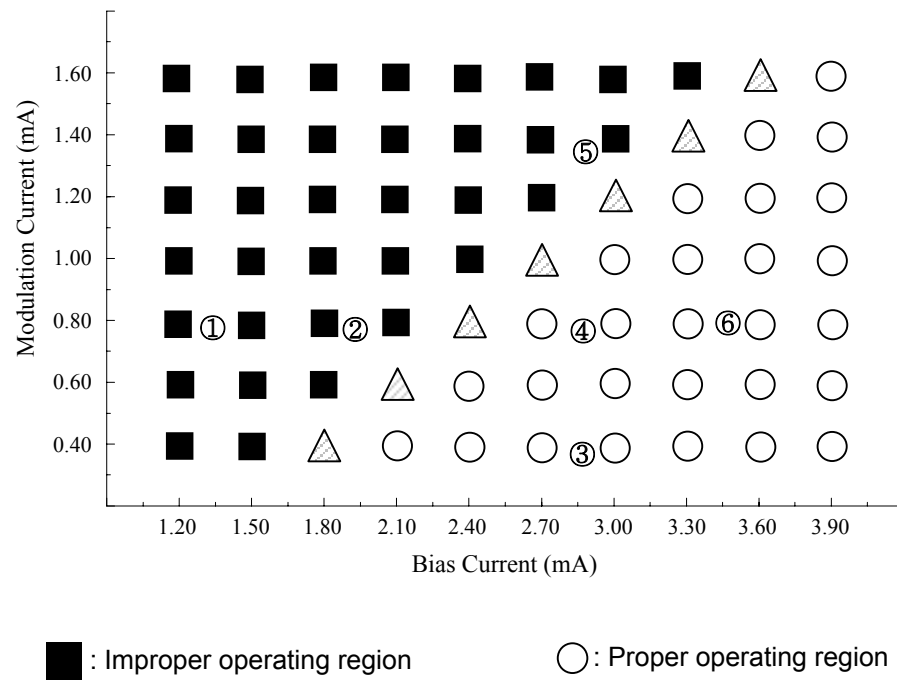 Modulation Current (mA)
1.60
1.40
⑤
1.20
1.00
0.80
① ② ④ ⑥
0.60
0.40
③
1.20 1.50 1.80 2.10 2.40 2.70 3.00 3.30 3.60 3.90
Bias Current (mA)
: Improper operating region
: Proper operating region